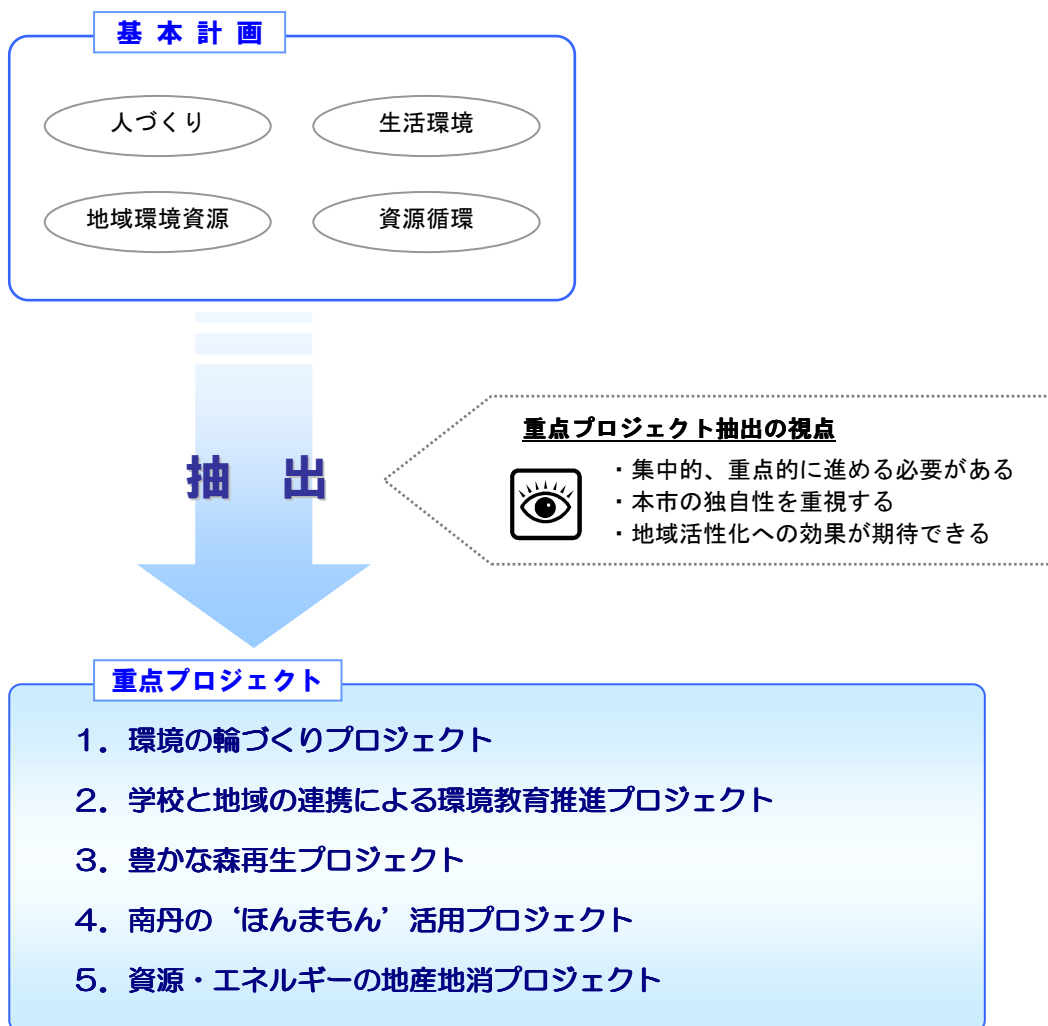 基本計画
人づくり
生活環境
地域環境資源
資源循環
抽出
重点プロジェクト抽出の視点
・集中的、重点的に進める必要がある
・本市の独自性を重視する
・地域活性化への効果が期待できる
重点プロジェクト
１．環境の輪づくりプロジェクト
２．学校と地域の連携による環境教育推進プロジェクト
３．豊かな森再生プロジェクト
４．南丹の‘ほんまもん’活用プロジェクト
５．資源・エネルギーの地産地消プロジェクト